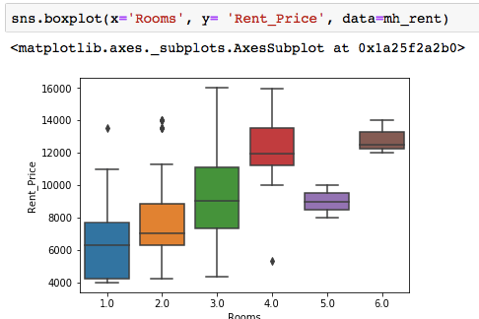 sns.boxplot(x='Rooms', y= 'Rent_Price', data=mh_rent)
<matplotlib.axes._subplots.AxesSubplot at 0x1a25f2a2b0>
16000
14000
12000
10000
8000
6000
4000
Rent_Price
1.0 2.0 3.0 4.0 5.0 6.0
Rooms